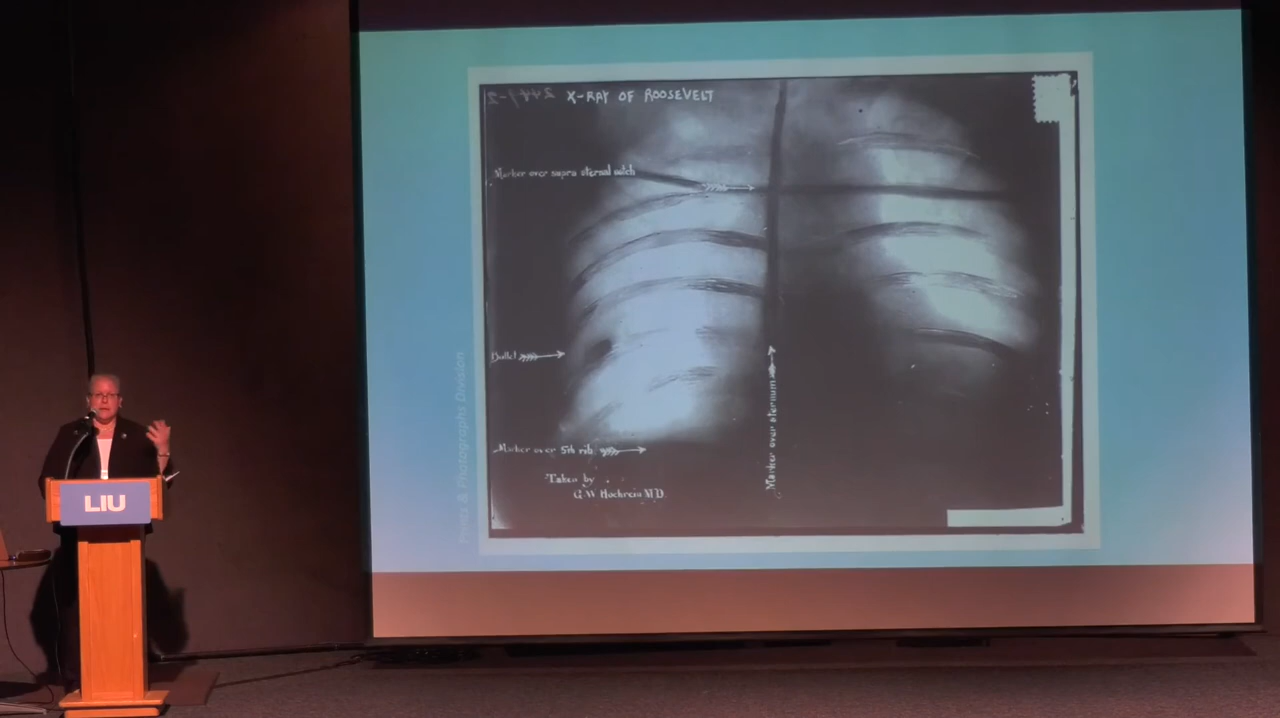 X-RAY OF ROOSEVELT
Marker over supra sternal notch
Bullet
Marker over 5th rib
Marker over sternum
Taken by
G.W Hochrein M.D.
Prints & Photographs Division
LIU